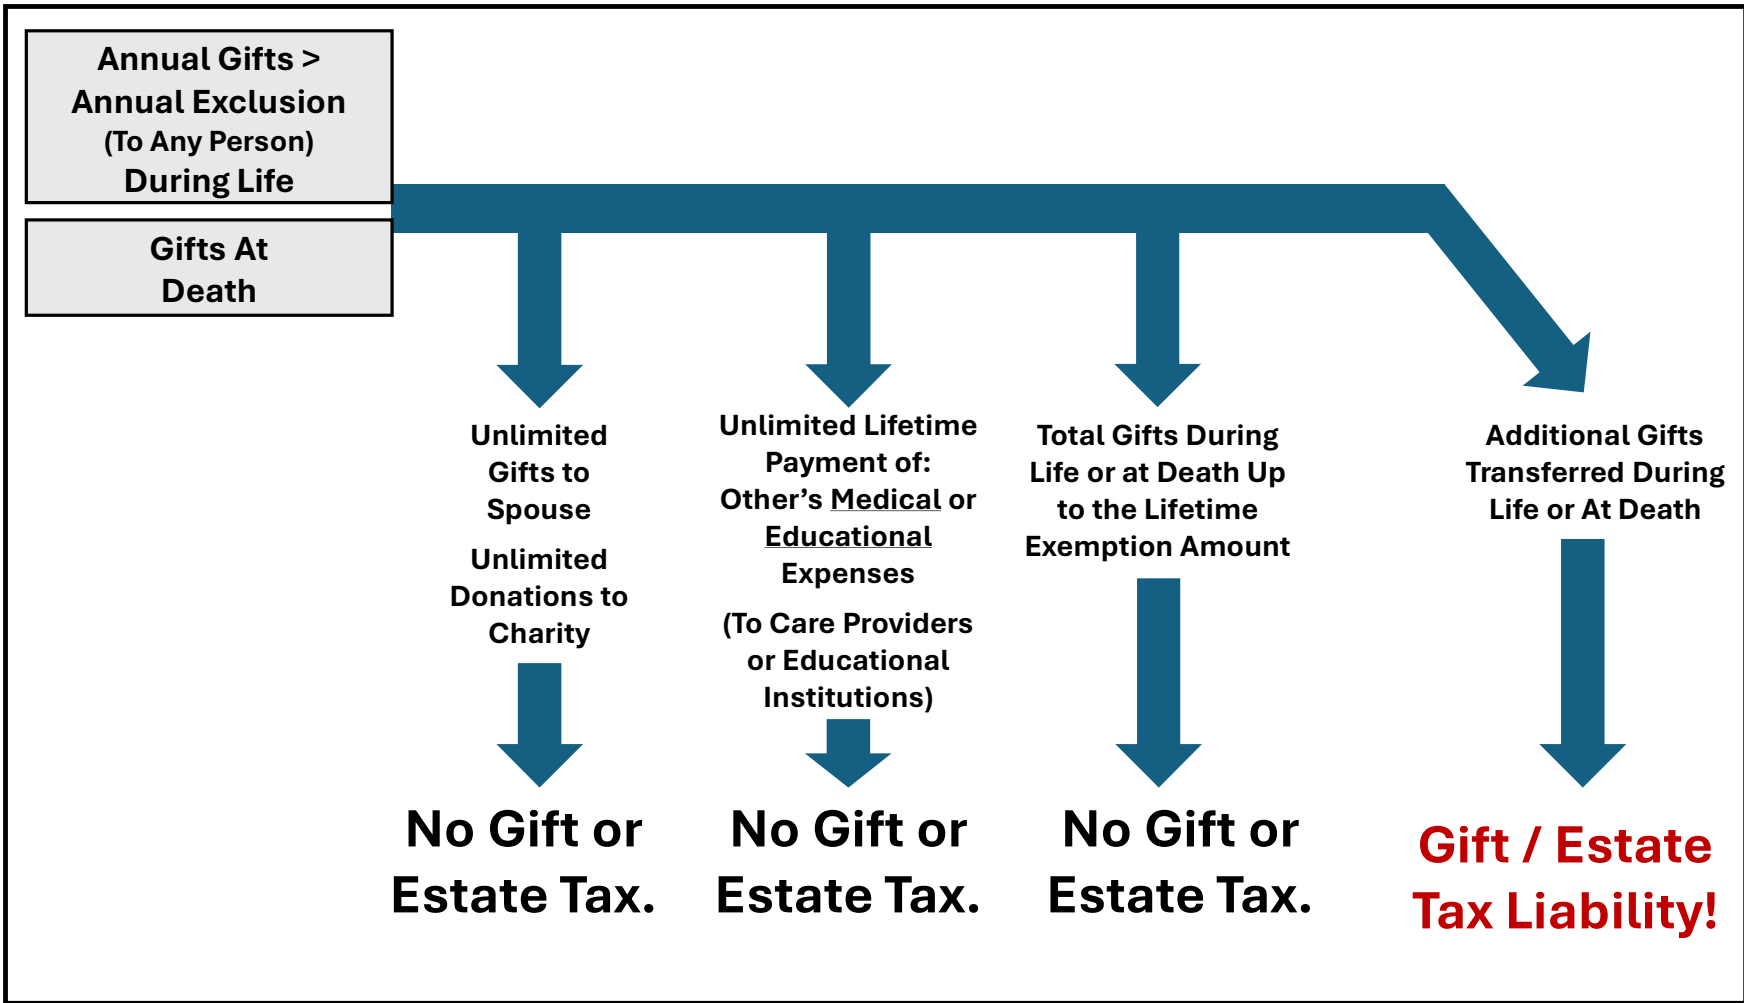 Annual Gifts >
Annual Exclusion
(To Any Person)
During Life
Gifts At
Death
Unlimited
Gifts to
Spouse
Unlimited
Donations to
Charity
No Gift or
Estate Tax.
Unlimited Lifetime
Payment of:
Other’s Medical or
Educational
Expenses
(To Care Providers
or Educational
Institutions)
No Gift or
Estate Tax.
Total Gifts During
Life or at Death Up
to the Lifetime
Exemption Amount
No Gift or
Estate Tax.
Additional Gifts
Transferred During
Life or At Death
Gift / Estate
Tax Liability!